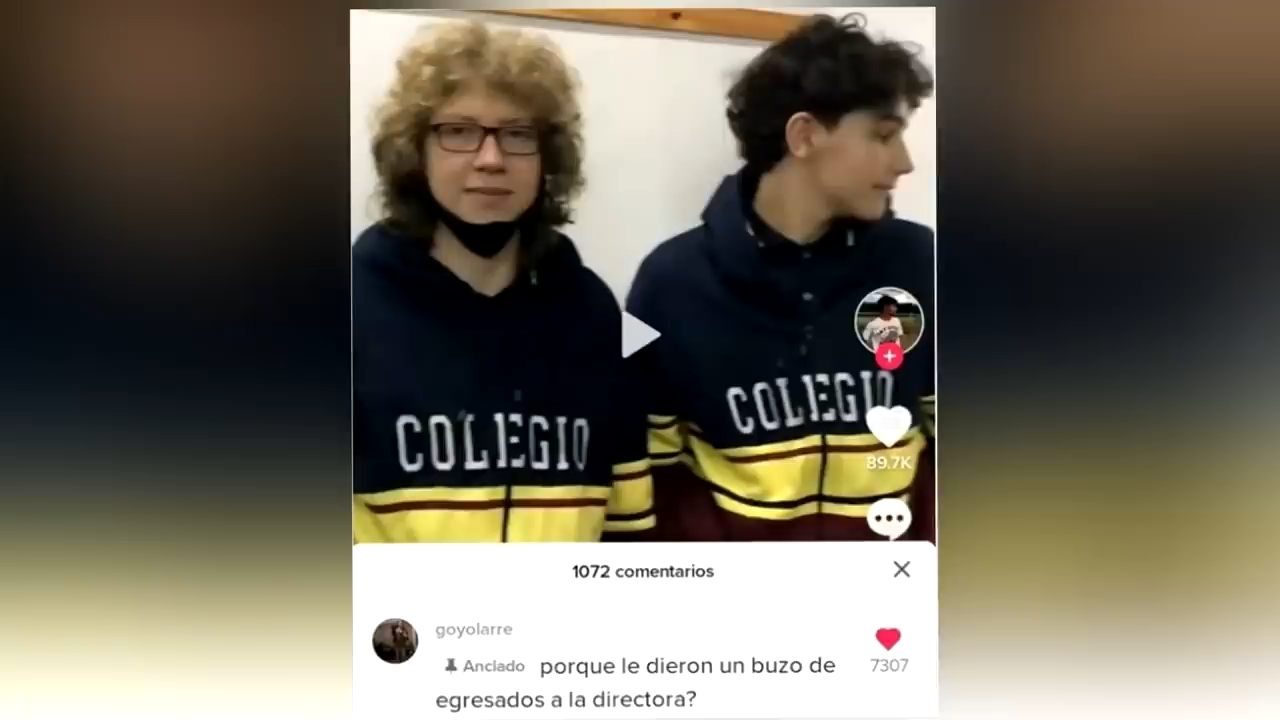 COLEGIO
COLEGIO
89.7K
1072 comentarios
goyolarre
Anclado porque le dieron un buzo de
egresados a la directora?
7307